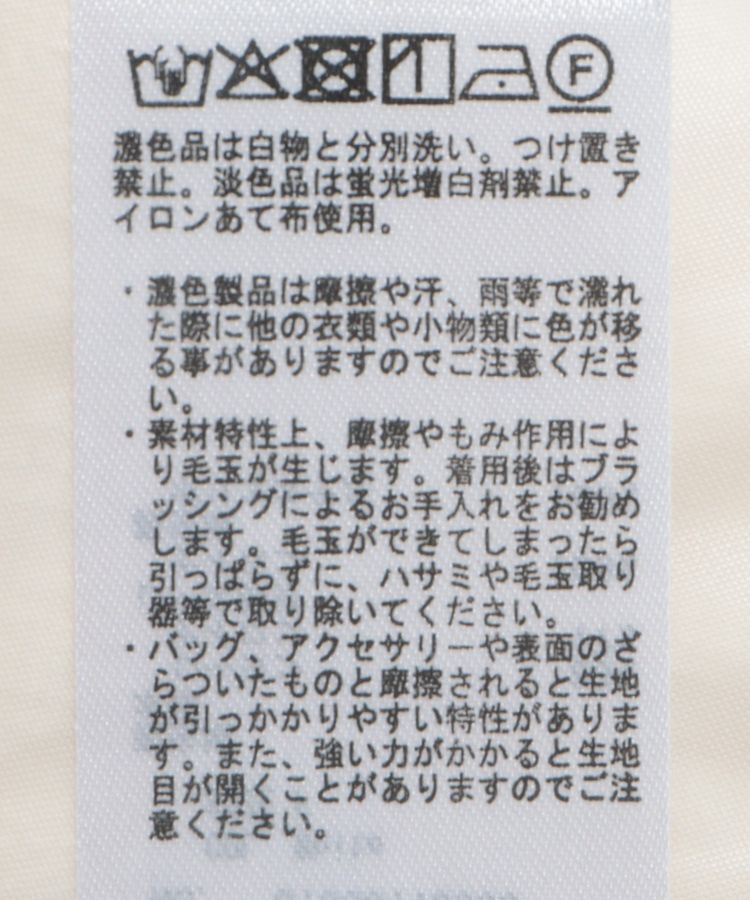 F
濃色品は白物と分別洗い。つけ置き
禁止。淡色品は蛍光増白剤禁止。ア
イロンあて布使用。
・濃色製品は摩擦や汗、雨等で濡れ
た際に他の衣類や小物類に色が移
る事がありますのでご注意くださ
い。
・素材特性上、摩擦やもみ作用によ
り毛玉が生じます。着用後はブラ
ッシングによるお手入れをお勧め
します。毛玉ができてしまったら
引っぱらずに、ハサミや毛玉取り
器等で取り除いてください。
・バッグ、アクセサリーや表面のざ
らついたものと摩擦されると生地
が引っかかりやすい特性がありま
す。また、強い力がかかると生地
目が開くことがありますのでご注
意ください。